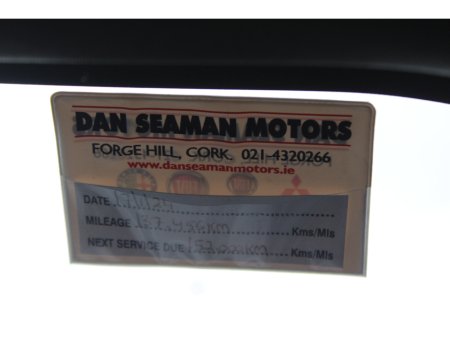 DAN SEAMAN MOTORS
FORGE HILL, CORK. 021-4320266
www.danseamanmotors.ie
DATE
MILEAGE Kms/Mls
NEXT SERVICE DUE Kms/Mls